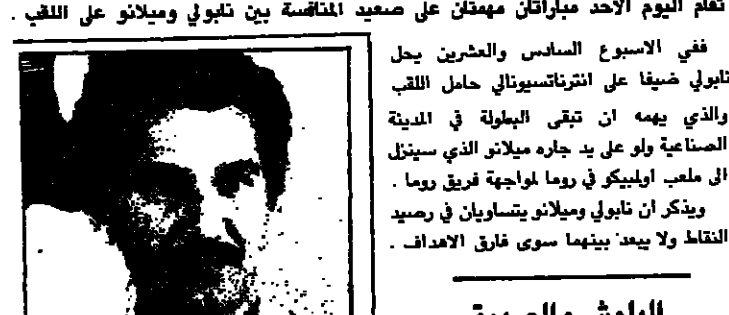 تقام اليوم الاحد مباراتان مهمتان على صعيد المنافسة بين نابولي وميلانو على اللقب .
ففي الاسبوع السادس والعشرين يحل
نابولي ضيفا على انترناتسيونالي حامل اللقب
والذي يهمه ان تبقى البطولة في المدينة
الصناعية ولو على يد جاره ميلانو الذي سينزل
الى ملعب اولمبيكو في روما لمواجهة فريق روما .
ويذكر ان نابولي وميلانو يتساويان في رصيد
النقاط ولا يبعد بينهما سوى فارق الاهداف .